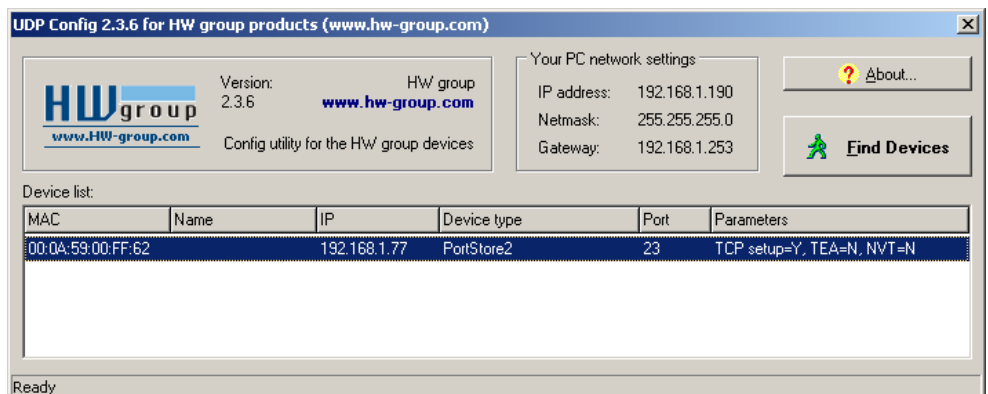 UDP Config 2.3.6 for HW group products (www.hw-group.com)
HW group
www.HW-group.com
Version: HW group
2.3.6 www.hw-group.com
Config utility for the HW group devices
Your PC network settings
IP address: 192.168.1.190
Netmask: 255.255.255.0
Gateway: 192.168.1.253
? About...
Find Devices
Device list:
MAC Name IP Device type Port Parameters
00:0A:59:00:FF:62 192.168.1.77 PortStore2 23 TCP setup=Y, TEA=N, NVT=N
Ready